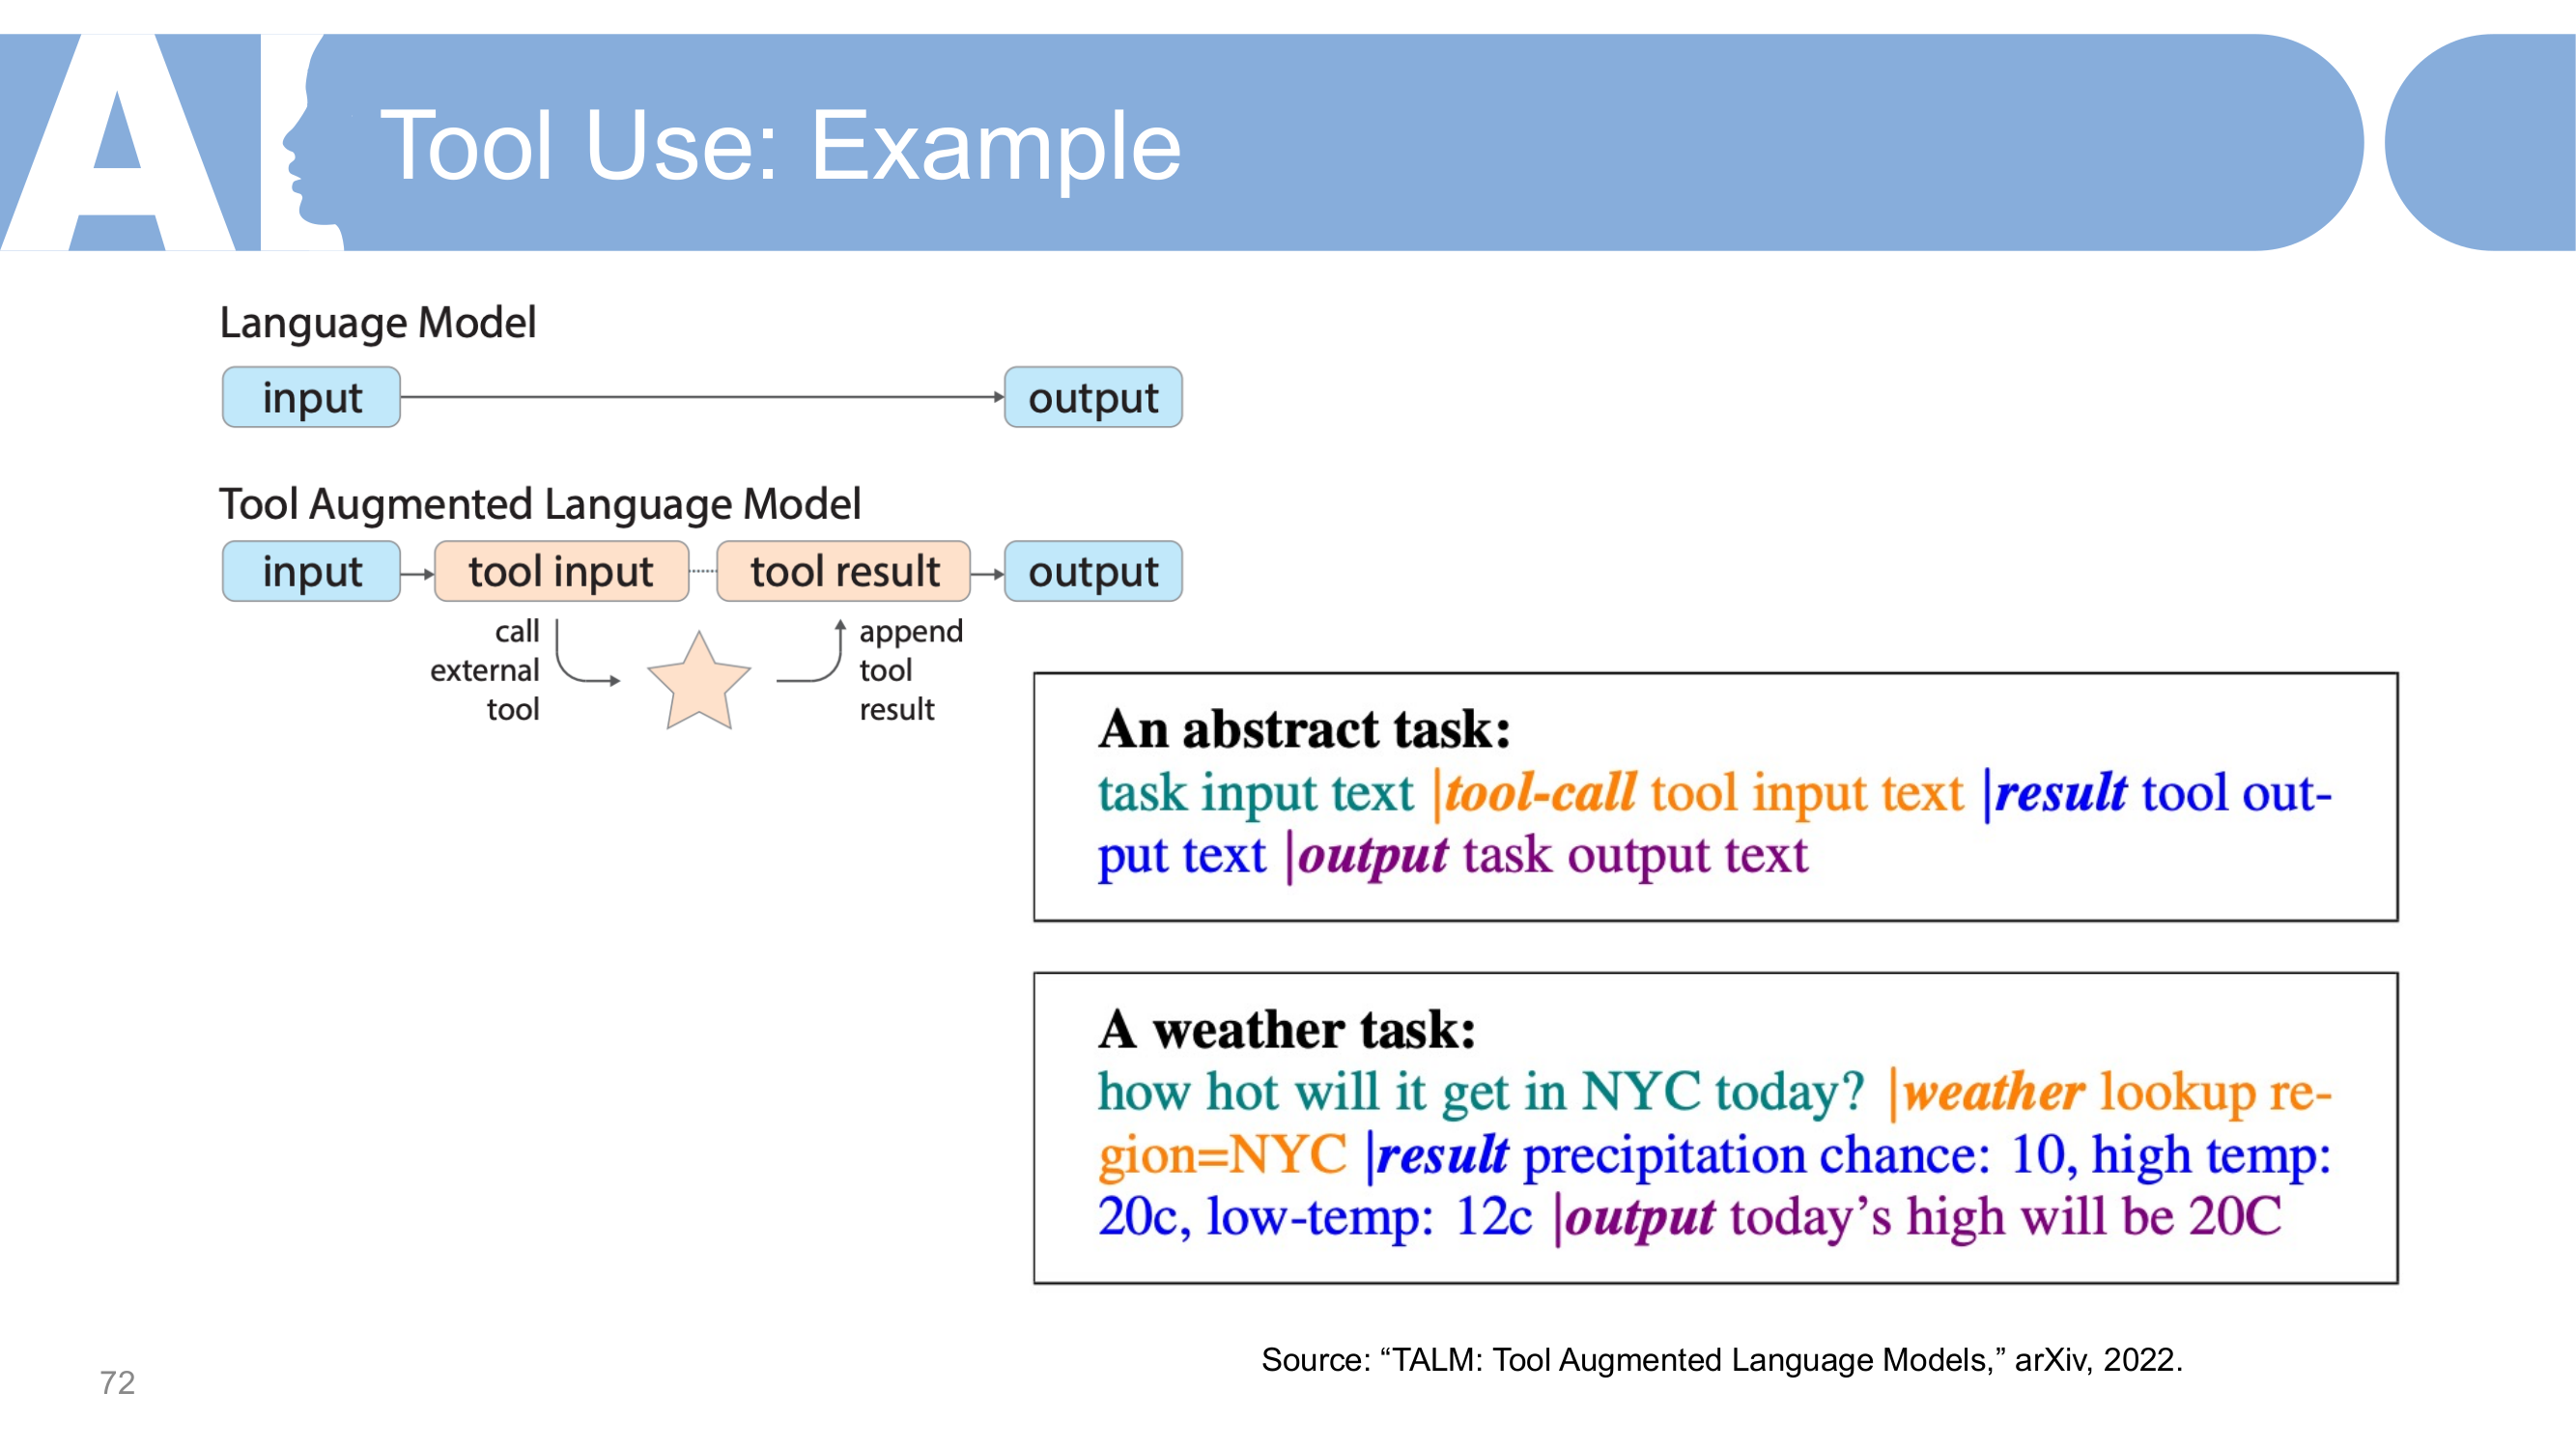 AI
Tool Use: Example
Language Model
input
output
Tool Augmented Language Model
input
tool input
tool result
output
call
external
tool
append
tool
result
An abstract task:
task input text |tool-call tool input text |result tool out-
put text |output task output text
A weather task:
how hot will it get in NYC today? |weather lookup re-
gion=NYC |result precipitation chance: 10, high temp:
20c, low-temp: 12c |output today’s high will be 20C
Source: “TALM: Tool Augmented Language Models,” arXiv, 2022.
72